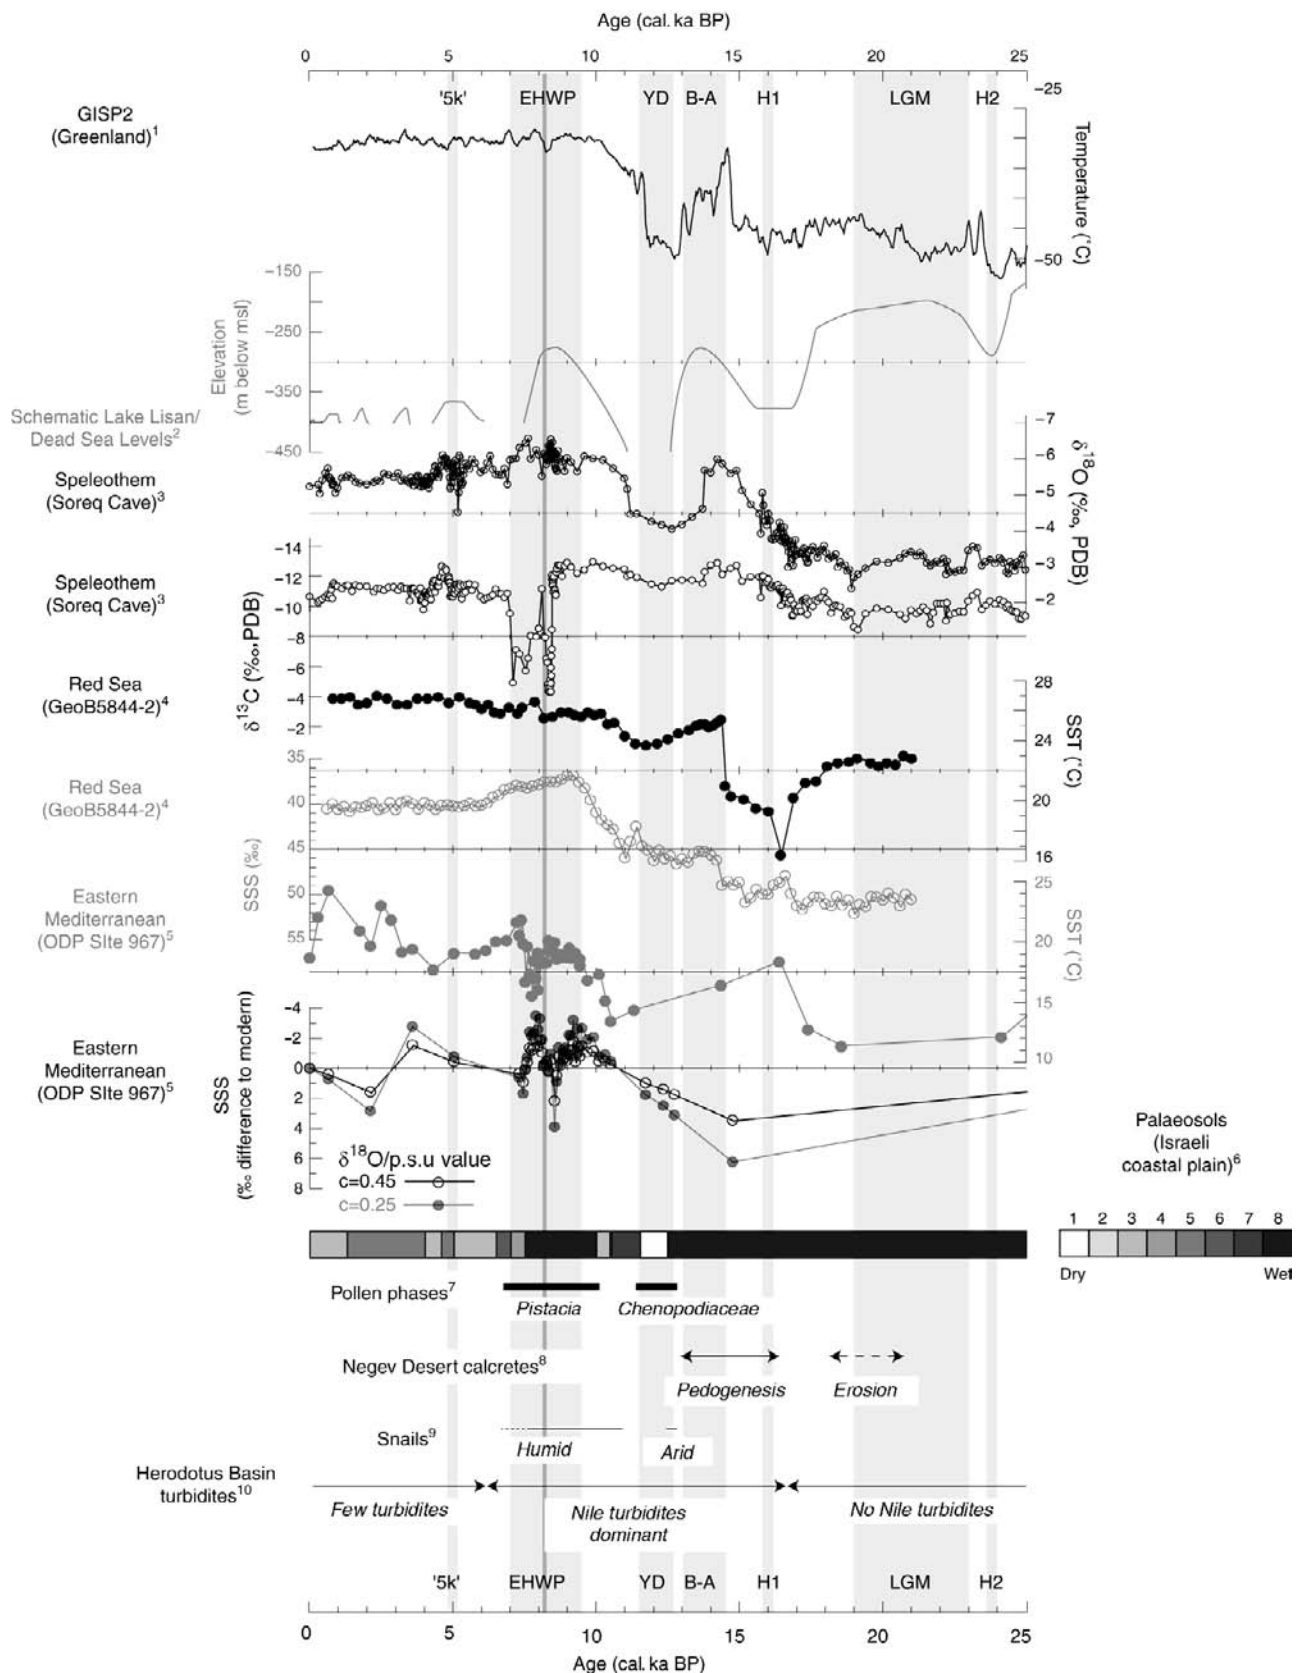 Age (cal. ka BP)
0 5 10 15 20 25
'5k' EHWP YD B-A H1 LGM H2
-25
GISP2
(Greenland)1
Temperature (°C)
-50
-150
-250
-350
-450
Elevation
(m below msl)
Schematic Lake Lisan/
Dead Sea Levels2
-7
-6
-5
-4
-3
-2
δ18O (‰, PDB)
Speleothem
(Soreq Cave)3
-14
-12
-10
-8
-6
-4
-2
δ13C (‰,PDB)
Speleothem
(Soreq Cave)3
28
24
20
16
SST (°C)
Red Sea
(GeoB5844-2)4
35
40
45
50
55
SSS (‰)
Red Sea
(GeoB5844-2)4
25
20
15
10
SST (°C)
Eastern
Mediterranean
(ODP SIte 967)5
-4
-2
0
2
4
6
8
SSS
(‰ difference to modern)
Eastern
Mediterranean
(ODP SIte 967)5
δ18O/p.s.u value
c=0.45
c=0.25
Palaeosols
(Israeli
coastal plain)6
1 2 3 4 5 6 7 8
Dry Wet
Pollen phases7
Pistacia Chenopodiaceae
Negev Desert calcretes8
Pedogenesis Erosion
Snails9
Humid Arid
Herodotus Basin
turbidites10
Few turbidites Nile turbidites No Nile turbidites
dominant
'5k' EHWP YD B-A H1 LGM H2
0 5 10 15 20 25
Age (cal. ka BP)